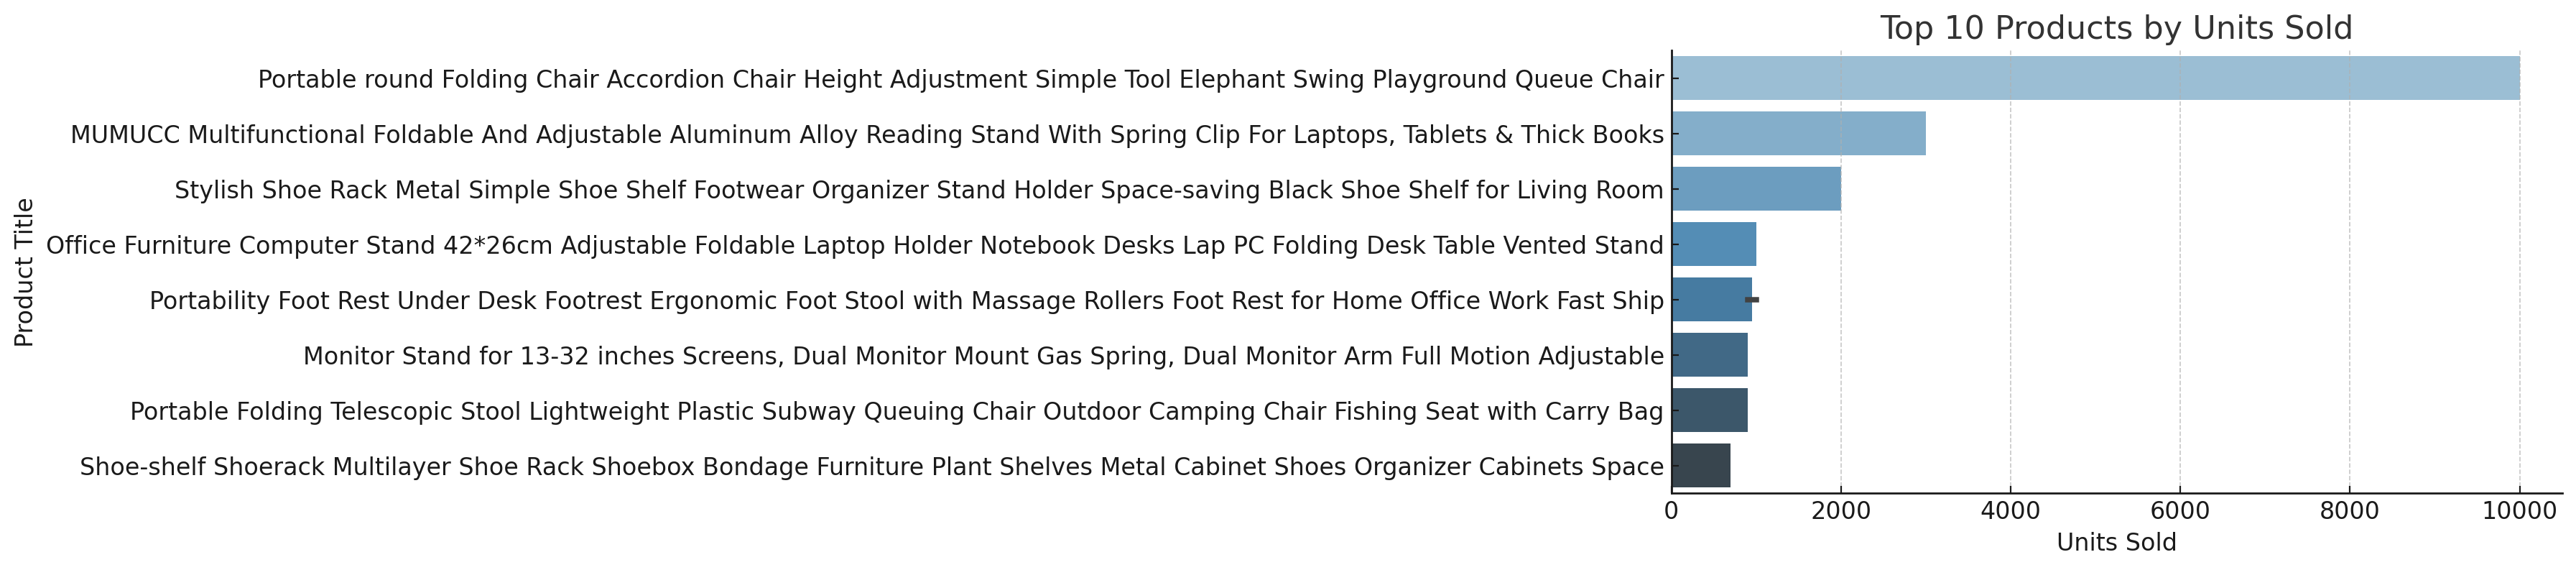 Top 10 Products by Units Sold
Portable round Folding Chair Accordion Chair Height Adjustment Simple Tool Elephant Swing Playground Queue Chair
MUMUCC Multifunctional Foldable And Adjustable Aluminum Alloy Reading Stand With Spring Clip For Laptops, Tablets & Thick Books
Stylish Shoe Rack Metal Simple Shoe Shelf Footwear Organizer Stand Holder Space-saving Black Shoe Shelf for Living Room
Office Furniture Computer Stand 42*26cm Adjustable Foldable Laptop Holder Notebook Desks Lap PC Folding Desk Table Vented Stand
Portability Foot Rest Under Desk Footrest Ergonomic Foot Stool with Massage Rollers Foot Rest for Home Office Work Fast Ship
Monitor Stand for 13-32 inches Screens, Dual Monitor Mount Gas Spring, Dual Monitor Arm Full Motion Adjustable
Portable Folding Telescopic Stool Lightweight Plastic Subway Queuing Chair Outdoor Camping Chair Fishing Seat with Carry Bag
Shoe-shelf Shoerack Multilayer Shoe Rack Shoebox Bondage Furniture Plant Shelves Metal Cabinet Shoes Organizer Cabinets Space
Product Title
0 2000 4000 6000 8000 10000
Units Sold